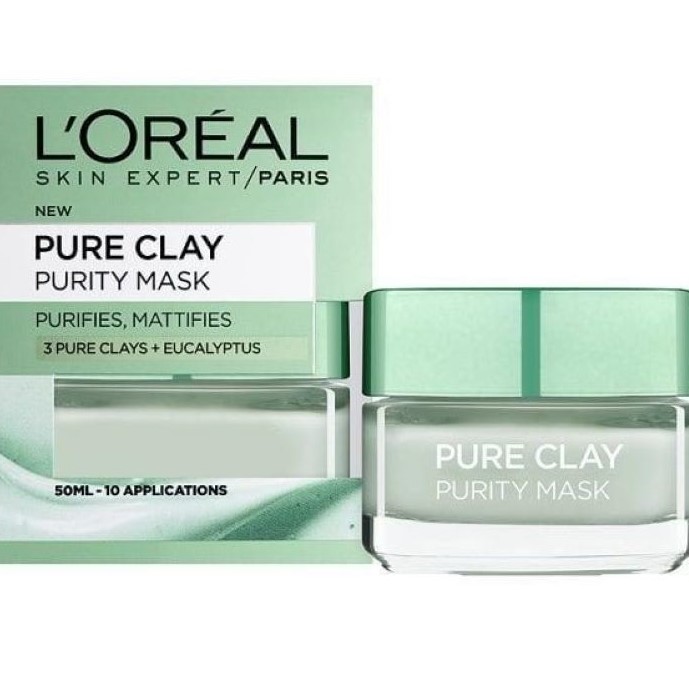 L'ORÉAL
SKIN EXPERT/PARIS
NEW
PURE CLAY
PURITY MASK
PURIFIES, MATTIFIES
3 PURE CLAYS + EUCALYPTUS
50ML - 10 APPLICATIONS
PURE CLAY
PURITY MASK